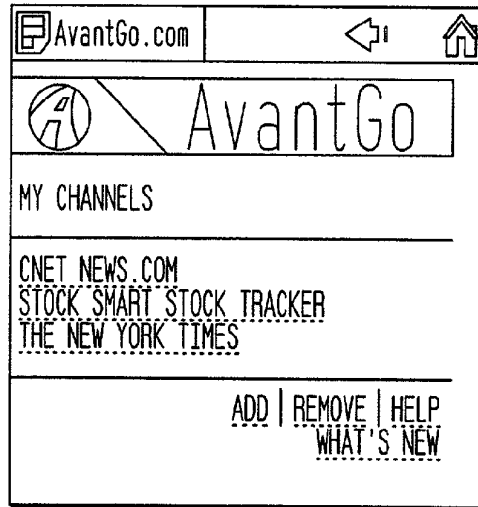 AvantGo.com
AvantGo
MY CHANNELS
CNET NEWS.COM
STOCK SMART STOCK TRACKER
THE NEW YORK TIMES
ADD | REMOVE | HELP
WHAT'S NEW